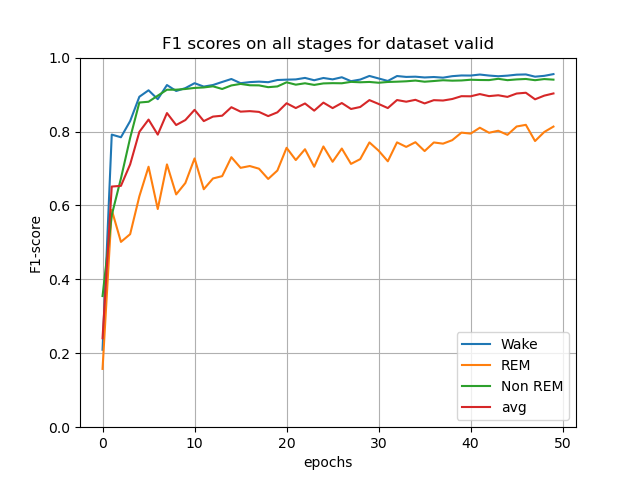 F1 scores on all stages for dataset valid
1.0
0.8
0.6
0.4
0.2
0.0
F1-score
0 10 20 30 40 50
epochs
Wake
REM
Non REM
avg